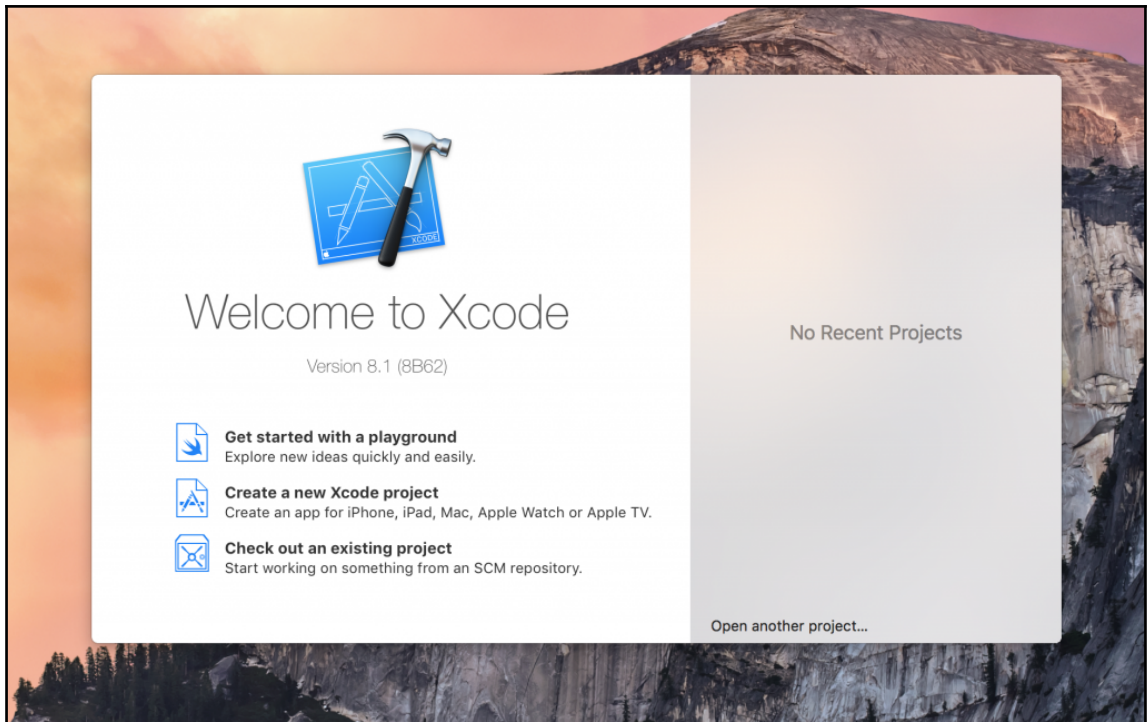 XCODE
Welcome to Xcode
Version 8.1 (8B62)
Get started with a playground
Explore new ideas quickly and easily.
Create a new Xcode project
Create an app for iPhone, iPad, Mac, Apple Watch or Apple TV.
Check out an existing project
Start working on something from an SCM repository.
No Recent Projects
Open another project...